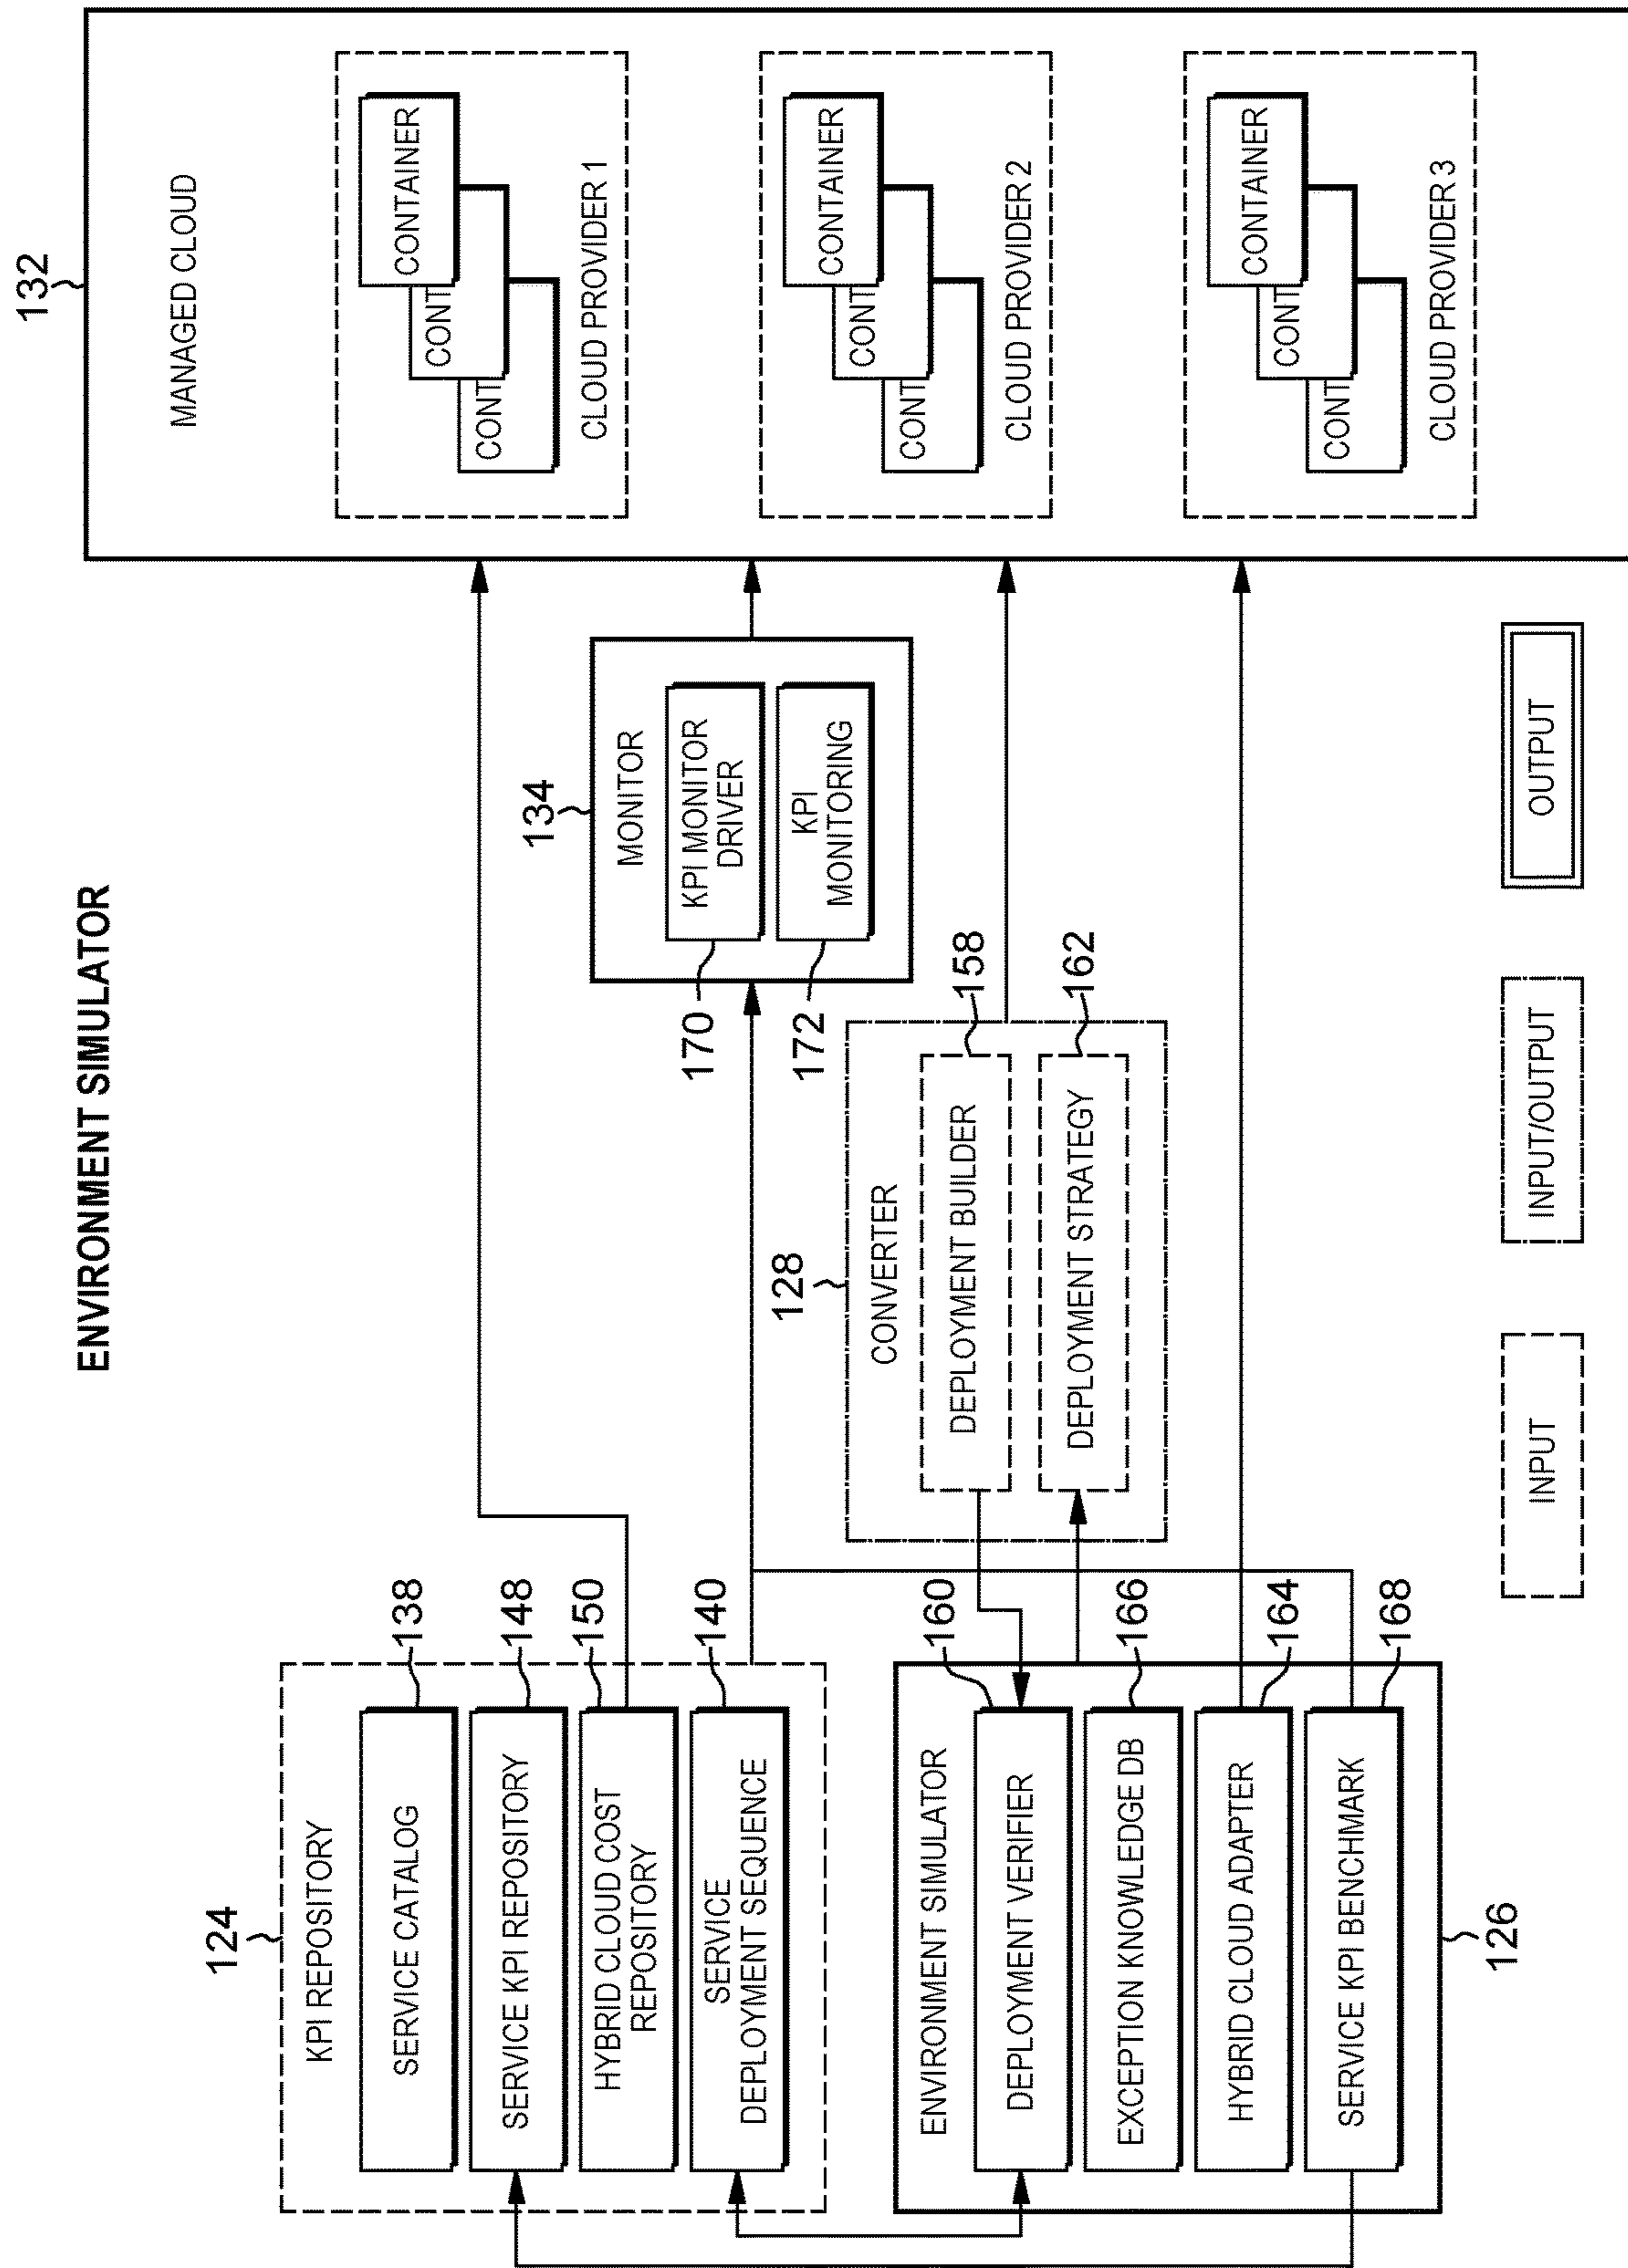 ENVIRONMENT SIMULATOR
124
KPI REPOSITORY
SERVICE CATALOG
138
SERVICE KPI REPOSITORY
148
HYBRID CLOUD COST
REPOSITORY
150
SERVICE
DEPLOYMENT SEQUENCE
140
ENVIRONMENT SIMULATOR
DEPLOYMENT VERIFIER
160
EXCEPTION KNOWLEDGE DB
166
HYBRID CLOUD ADAPTER
164
SERVICE KPI BENCHMARK
168
126
128
CONVERTER
DEPLOYMENT BUILDER
158
DEPLOYMENT STRATEGY
162
134
MONITOR
KPI MONITOR
DRIVER
170
KPI
MONITORING
172
132
MANAGED CLOUD
CONTAINER
CONT
CONT
CLOUD PROVIDER 1
CONTAINER
CONT
CONT
CLOUD PROVIDER 2
CONTAINER
CONT
CONT
CLOUD PROVIDER 3
INPUT
INPUT/OUTPUT
OUTPUT